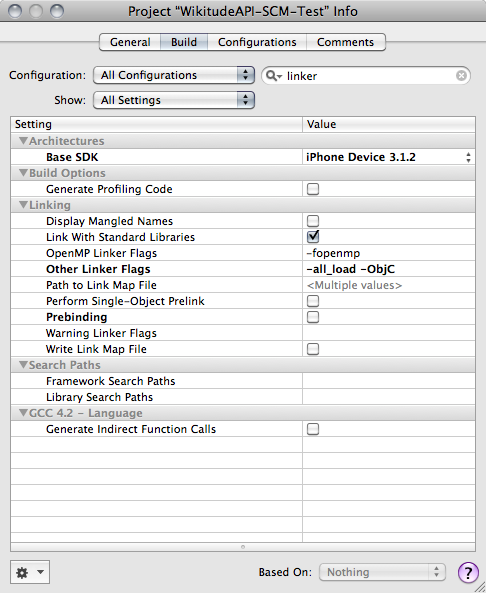 Project “WikitudeAPI-SCM-Test” Info
General Build Configurations Comments
Configuration: All Configurations linker
Show: All Settings
Setting Value
Architectures
Base SDK iPhone Device 3.1.2
Build Options
Generate Profiling Code
Linking
Display Mangled Names
Link With Standard Libraries
OpenMP Linker Flags -fopenmp
Other Linker Flags -all_load -ObjC
Path to Link Map File <Multiple values>
Perform Single-Object Prelink
Prebinding
Warning Linker Flags
Write Link Map File
Search Paths
Framework Search Paths
Library Search Paths
GCC 4.2 - Language
Generate Indirect Function Calls
Based On: Nothing ?